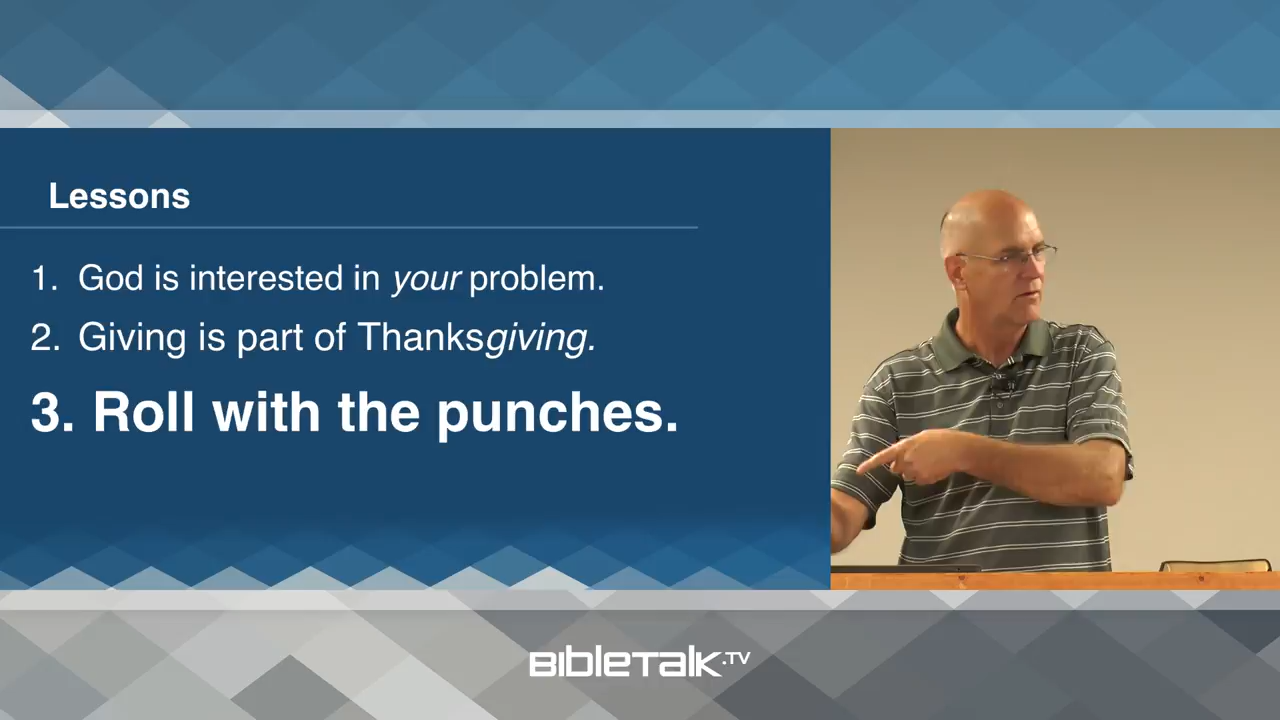 Lessons
1. God is interested in your problem.
2. Giving is part of Thanksgiving.
3. Roll with the punches.
BIBLETALK.TV